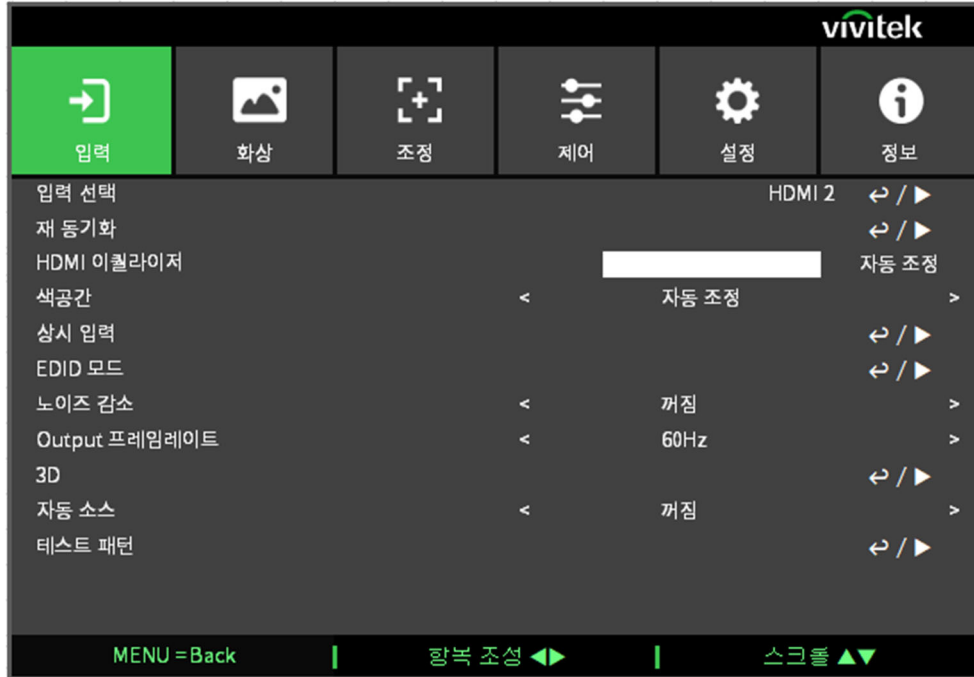 vivitek
입력 화상 조정 제어 설정 정보
입력 선택 HDMI 2 ↵ / ▶
재 동기화 ↵ / ▶
HDMI 이퀄라이저 자동 조정
색공간 < 자동 조정 >
상시 입력 ↵ / ▶
EDID 모드 ↵ / ▶
노이즈 감소 < 꺼짐 >
Output 프레임레이트 < 60Hz >
3D ↵ / ▶
자동 소스 < 꺼짐 >
테스트 패턴 ↵ / ▶
MENU =Back | 항복 조성 ◀▶ | 스크롤 ▲▼